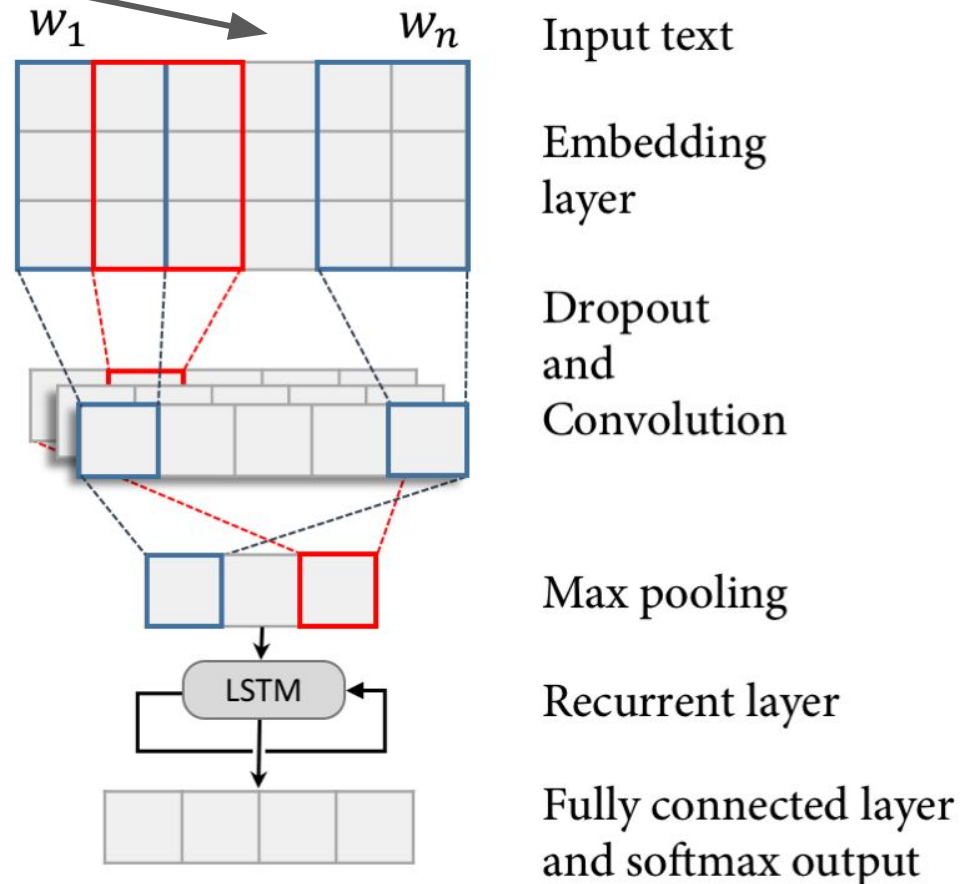 w₁ wₙ Input text
Embedding
layer
Dropout
and
Convolution
Max pooling
LSTM
Recurrent layer
Fully connected layer
and softmax output